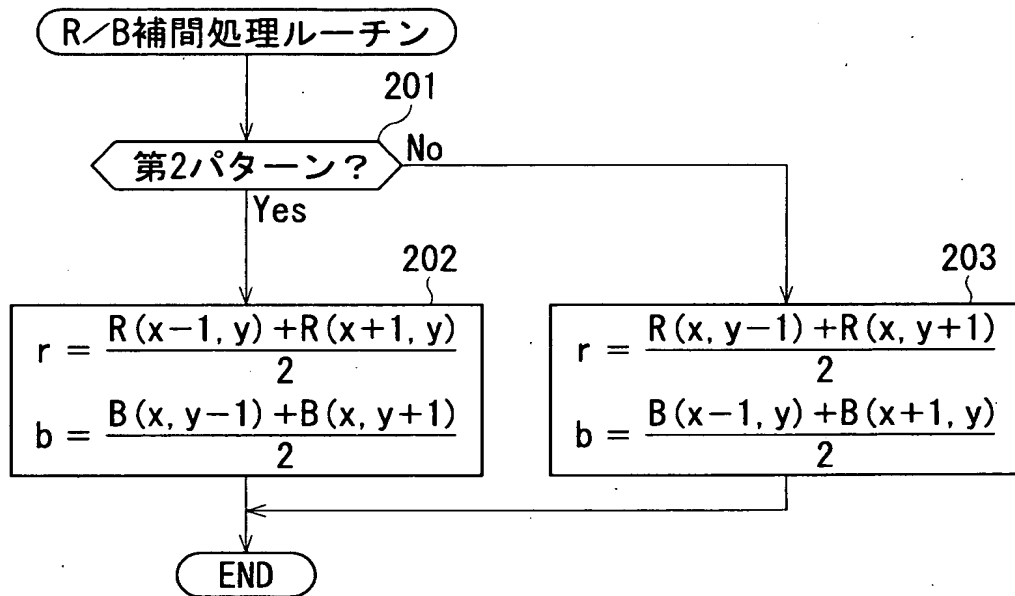 R/B補間処理ルーチン
201
第2パターン?
No
Yes
202
r = R(x-1, y)+R(x+1, y) / 2
b = B(x, y-1)+B(x, y+1) / 2
203
r = R(x, y-1)+R(x, y+1) / 2
b = B(x-1, y)+B(x+1, y) / 2
END